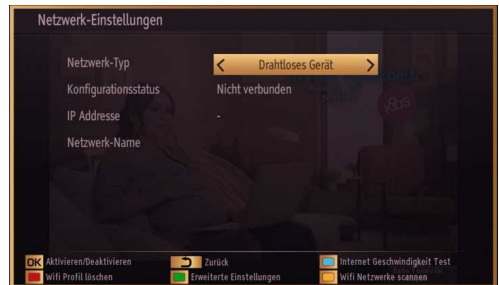 Netzwerk-Einstellungen
Netzwerk-Typ
Drahtloses Gerät
Konfigurationsstatus
Nicht verbunden
IP Addresse
-
Netzwerk-Name
OK Aktivieren/Deaktivieren
Zurück
Internet Geschwindigkeit Test
Wifi Profil löschen
Erweiterte Einstellungen
Wifi Netzwerke scannen